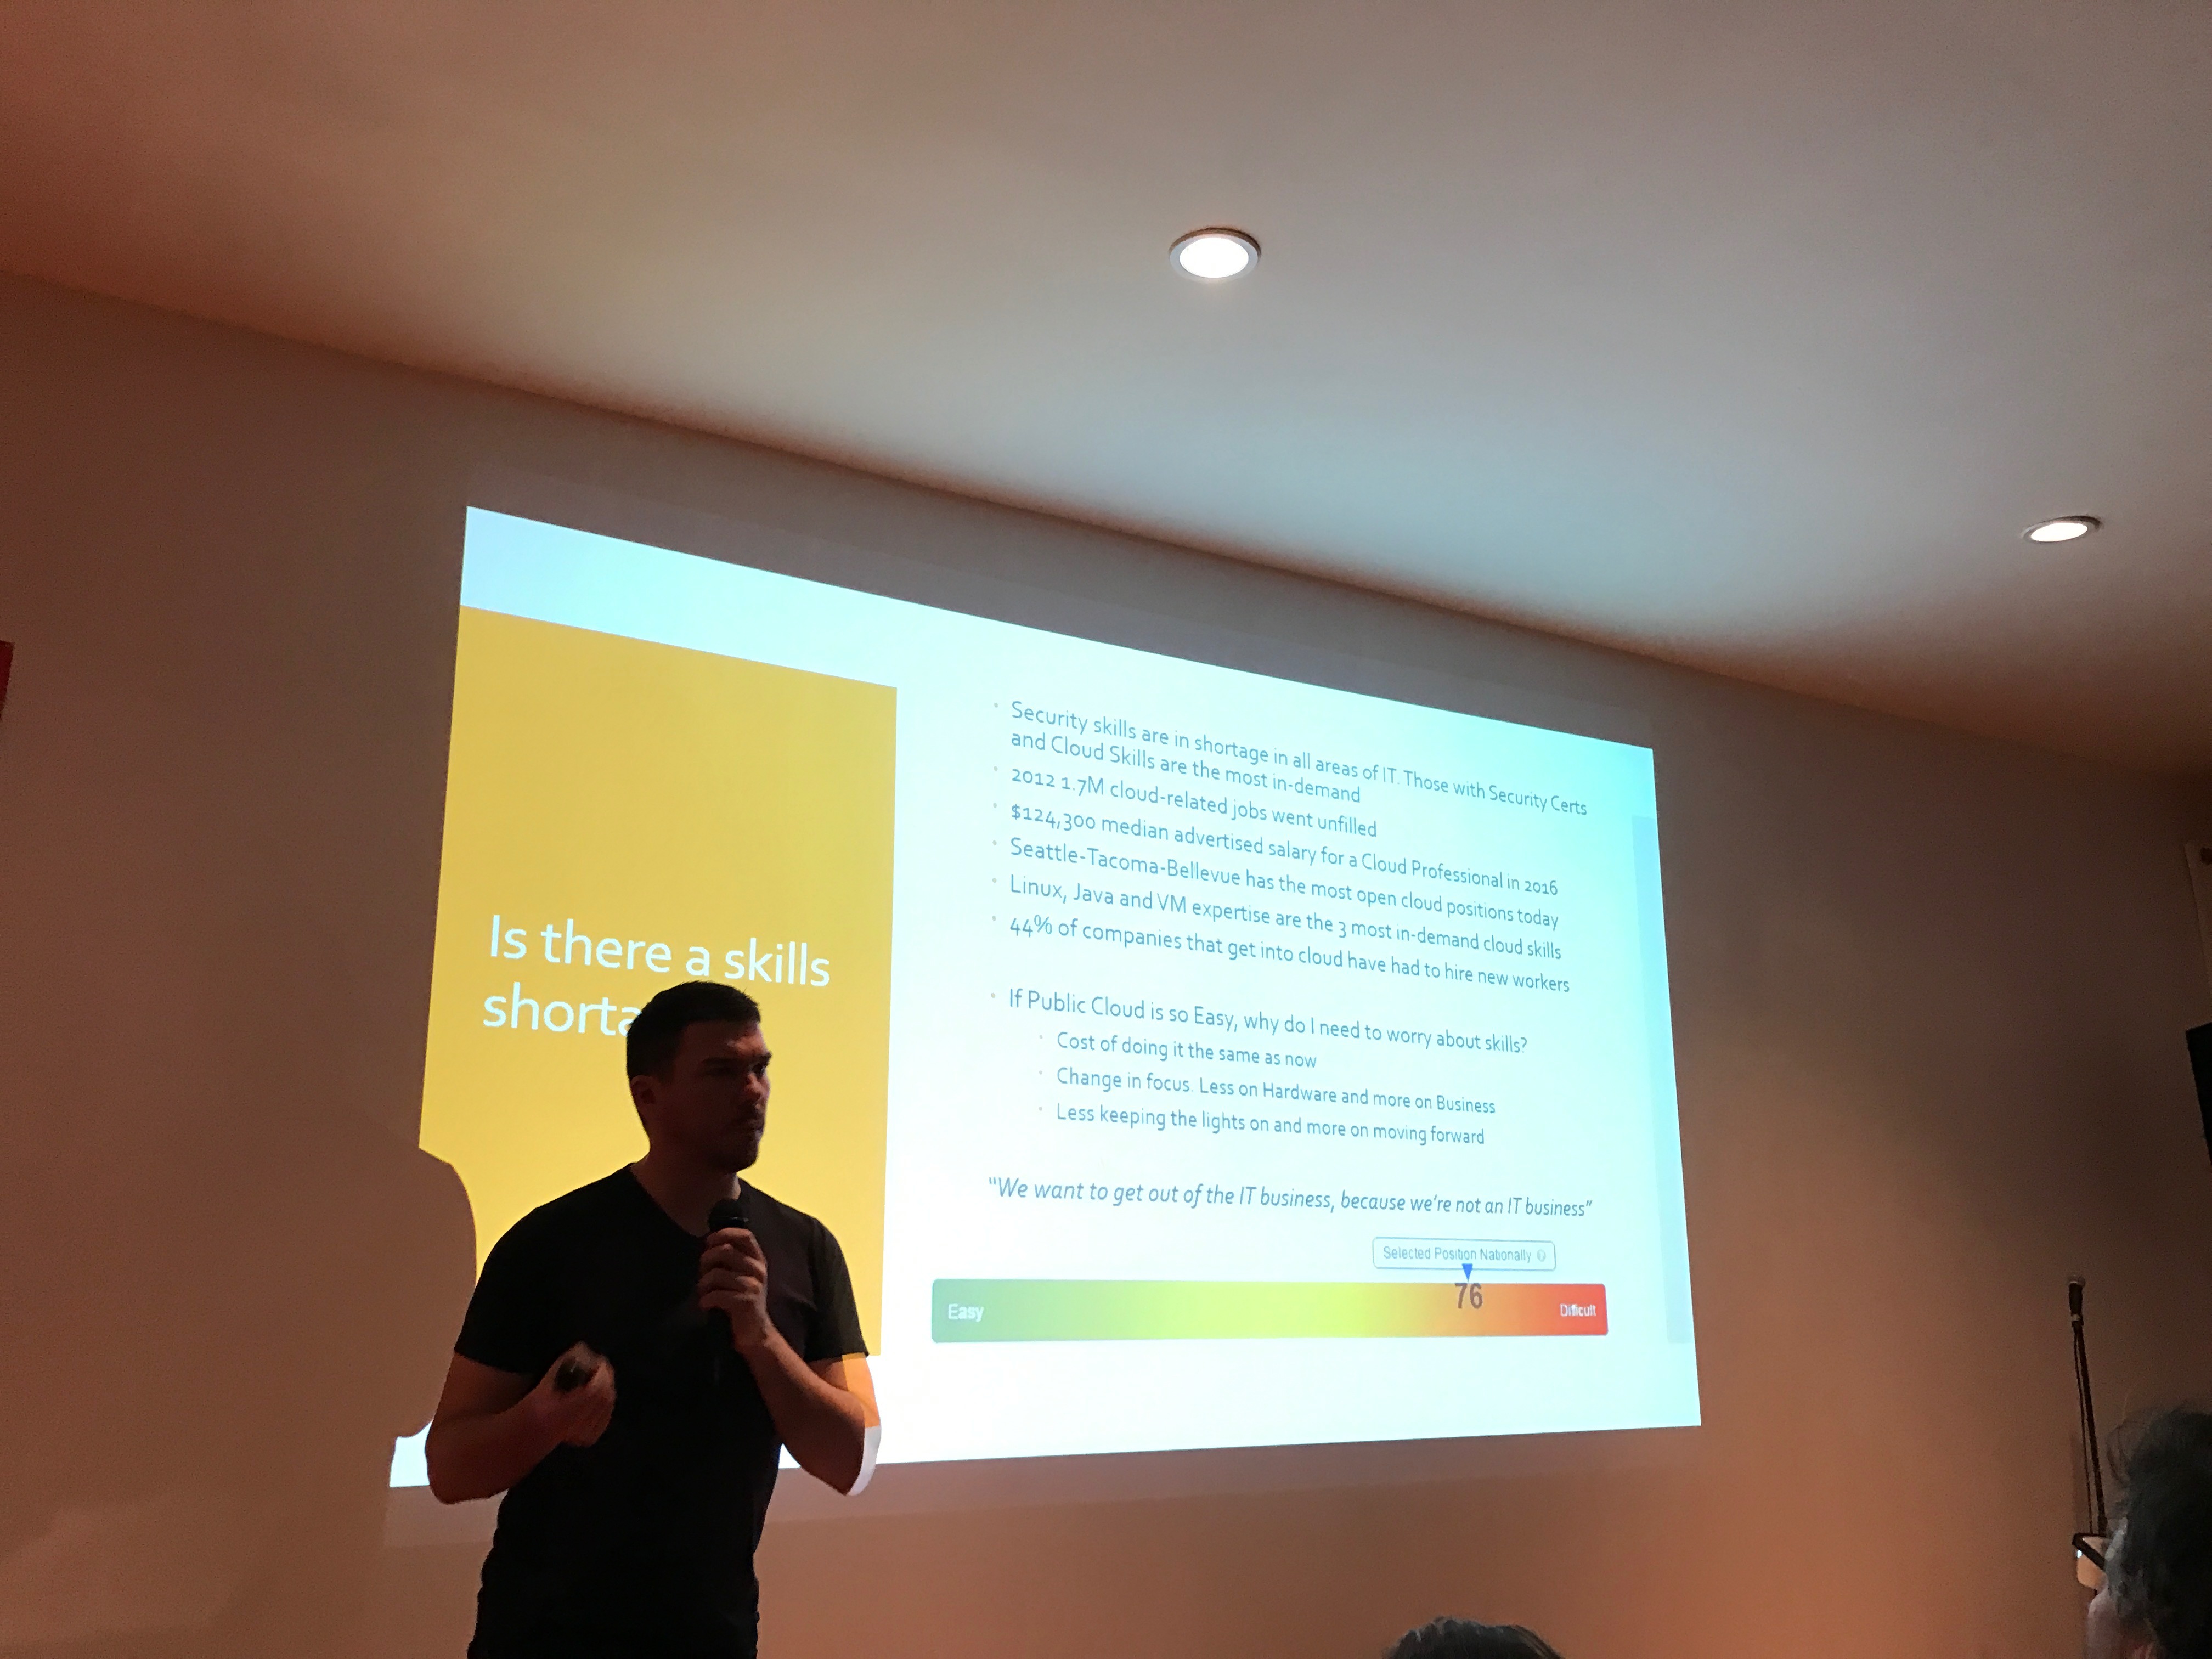 Is there a skills
shorta
Security skills are in shortage in all areas of IT. Those with Security Certs
and Cloud Skills are the most in-demand
2012 1.7M cloud-related jobs went unfilled
$124,300 median advertised salary for a Cloud Professional in 2016
Seattle-Tacoma-Bellevue has the most open cloud positions today
Linux, Java and VM expertise are the 3 most in-demand cloud skills
44% of companies that get into cloud have had to hire new workers
If Public Cloud is so Easy, why do I need to worry about skills?
Cost of doing it the same as now
Change in focus. Less on Hardware and more on Business
Less keeping the lights on and more on moving forward
“We want to get out of the IT business, because we’re not an IT business”
Selected Position Nationally
76
Easy
Difficult